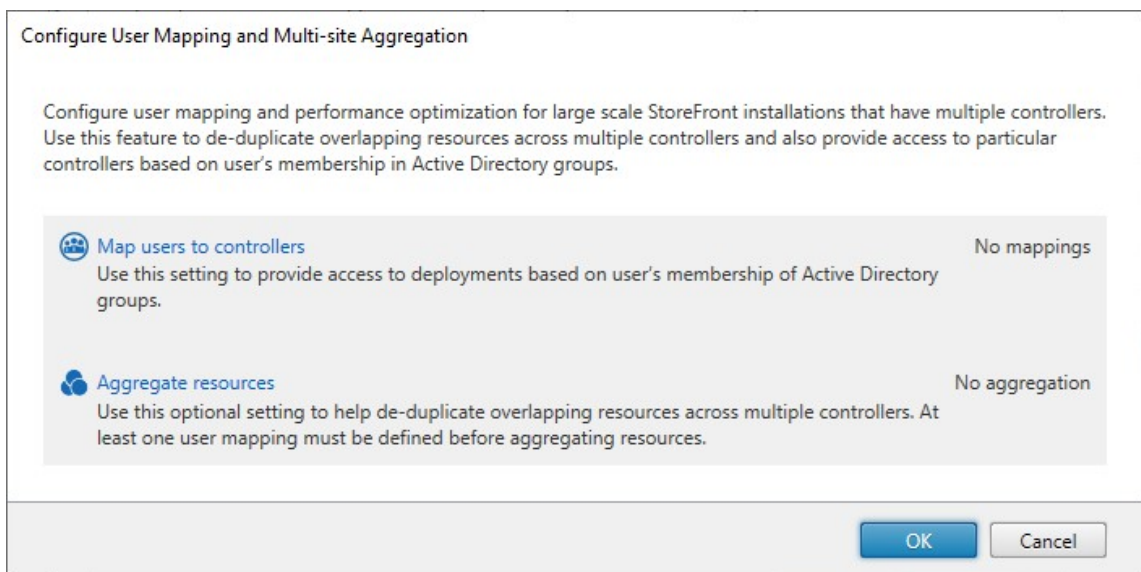 Configure User Mapping and Multi-site Aggregation
Configure user mapping and performance optimization for large scale StoreFront installations that have multiple controllers.
Use this feature to de-duplicate overlapping resources across multiple controllers and also provide access to particular
controllers based on user's membership in Active Directory groups.
Map users to controllers
No mappings
Use this setting to provide access to deployments based on user's membership of Active Directory
groups.
Aggregate resources
No aggregation
Use this optional setting to help de-duplicate overlapping resources across multiple controllers. At
least one user mapping must be defined before aggregating resources.
OK
Cancel